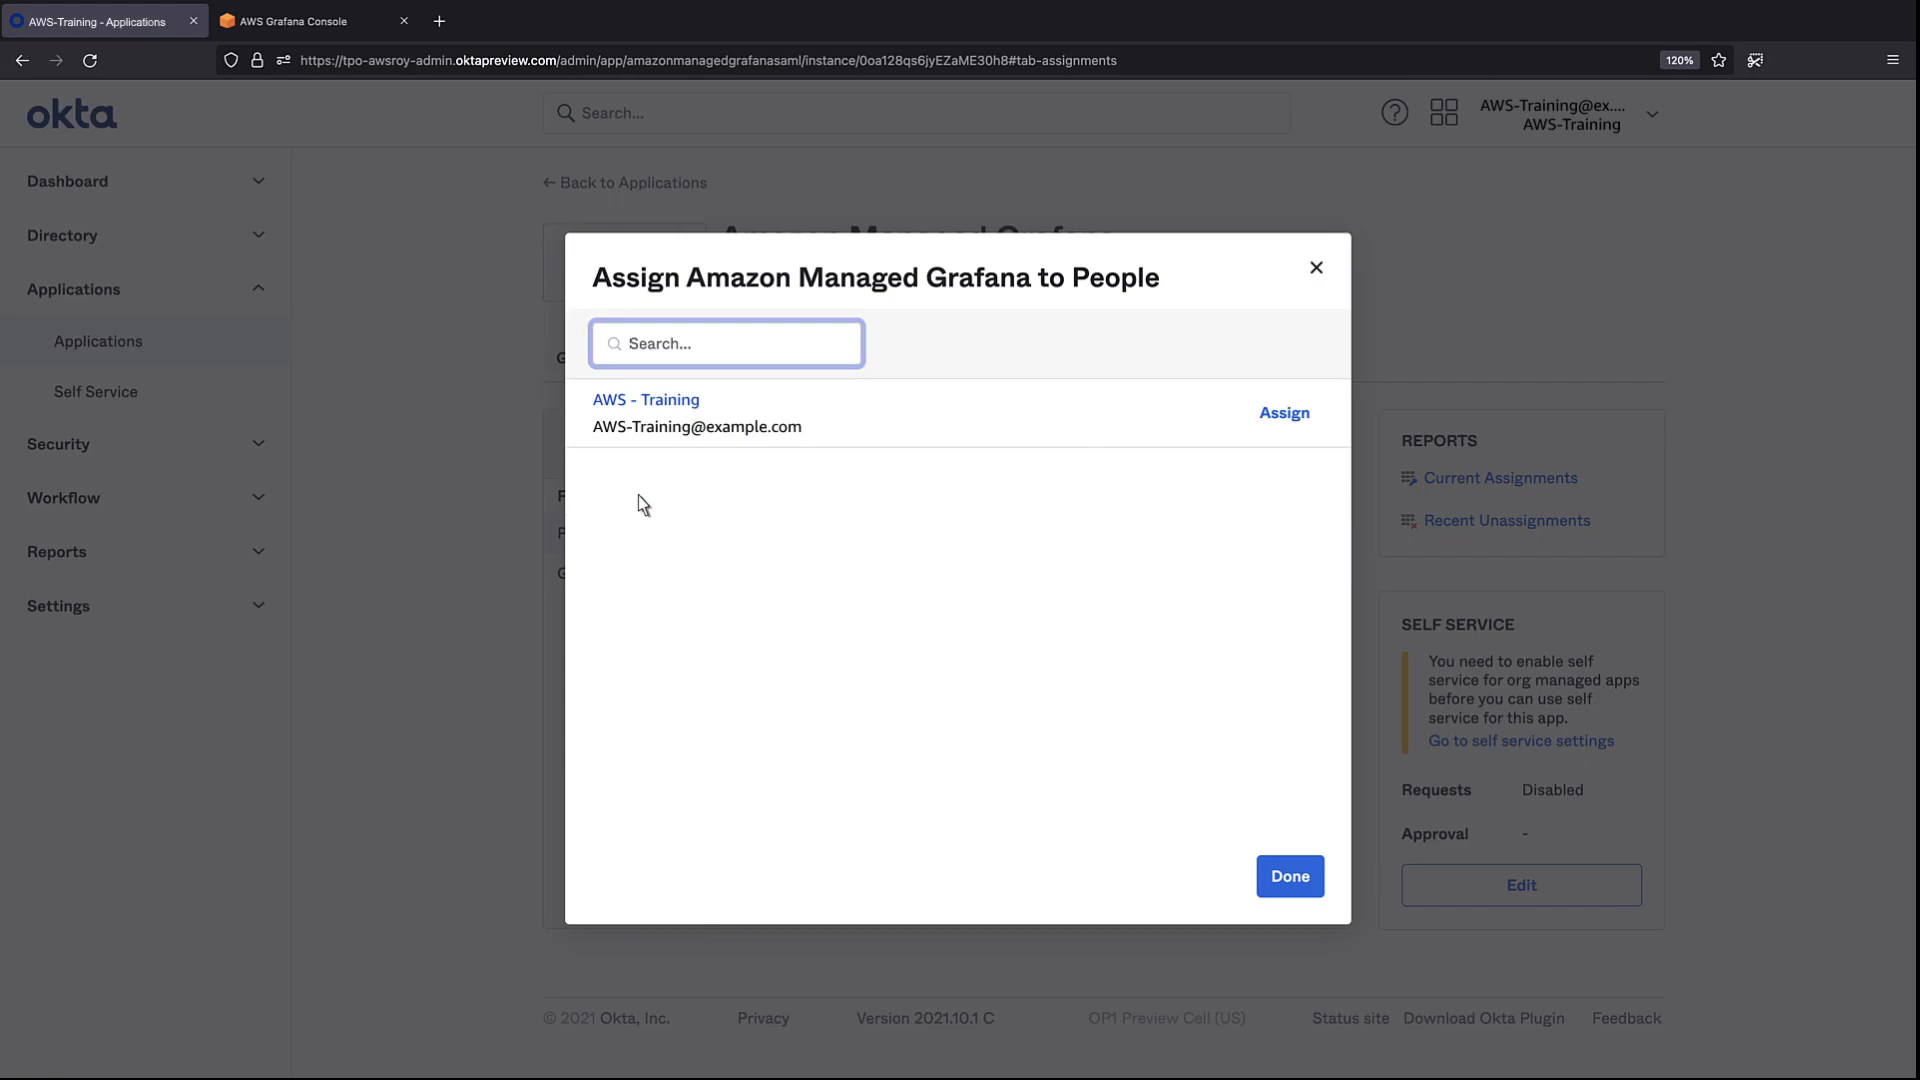 AWS-Training - Applications
AWS Grafana Console
https://tpo-awsroy-admin.oktapreview.com/admin/app/amazonmanagedgrafanasaml/instance/0oa128qs6jyEZaME30h8#tab-assignments
120%
okta
Search...
AWS-Training@ex....
AWS-Training
Dashboard
Directory
Applications
Applications
Self Service
Security
Workflow
Reports
Settings
← Back to Applications
Amazon Managed Grafana
Assign Amazon Managed Grafana to People
Search...
AWS - Training
AWS-Training@example.com
Assign
Done
REPORTS
Current Assignments
Recent Unassignments
SELF SERVICE
You need to enable self
service for org managed apps
before you can use self
service for this app.
Go to self service settings
Requests Disabled
Approval -
Edit
© 2021 Okta, Inc. Privacy Version 2021.10.1 C OP1 Preview Cell (US) Status site Download Okta Plugin Feedback